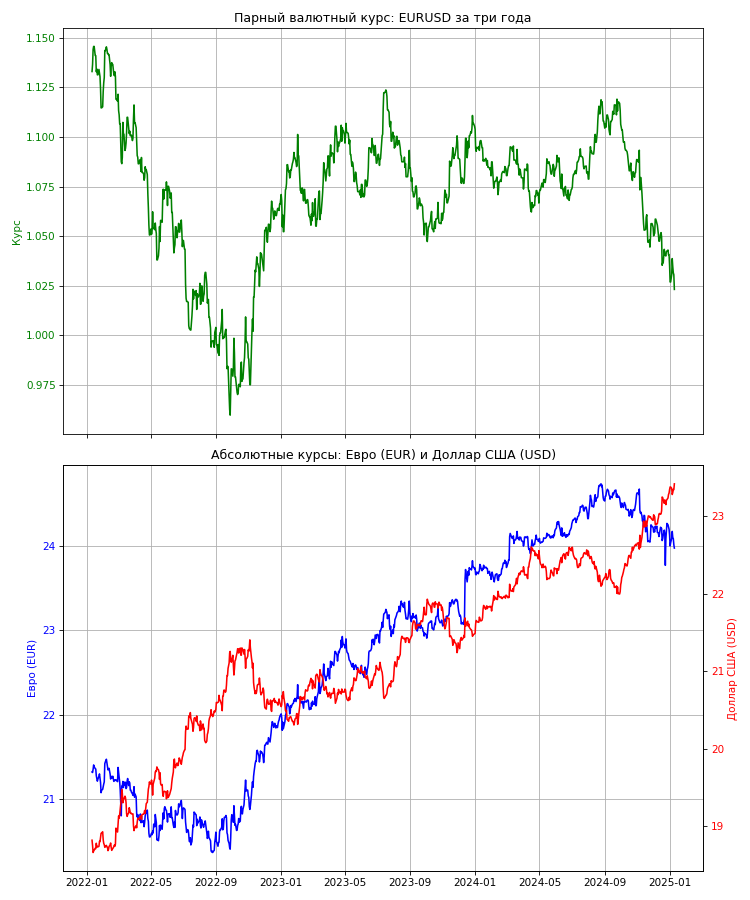 Парный валютный курс: EURUSD за три года
1.150
1.125
1.100
1.075
1.050
1.025
1.000
0.975
Курс
Абсолютные курсы: Евро (EUR) и Доллар США (USD)
24
23
22
21
Евро (EUR)
23
22
21
20
19
Доллар США (USD)
2022-01 2022-05 2022-09 2023-01 2023-05 2023-09 2024-01 2024-05 2024-09 2025-01